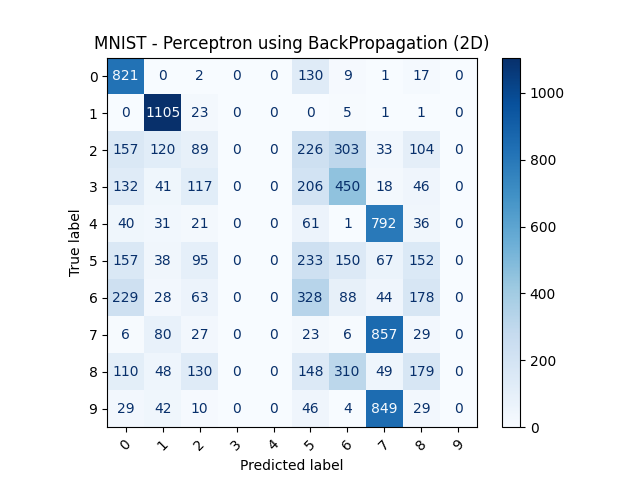 MNIST - Perceptron using BackPropagation (2D)
0 821 0 2 0 0 130 9 1 17 0
1 0 1105 23 0 0 0 5 1 1 0
2 157 120 89 0 0 226 303 33 104 0
3 132 41 117 0 0 206 450 18 46 0
4 40 31 21 0 0 61 1 792 36 0
5 157 38 95 0 0 233 150 67 152 0
6 229 28 63 0 0 328 88 44 178 0
7 6 80 27 0 0 23 6 857 29 0
8 110 48 130 0 0 148 310 49 179 0
9 29 42 10 0 0 46 4 849 29 0
0 1 2 3 4 5 6 7 8 9
Predicted label
True label
1000
800
600
400
200
0